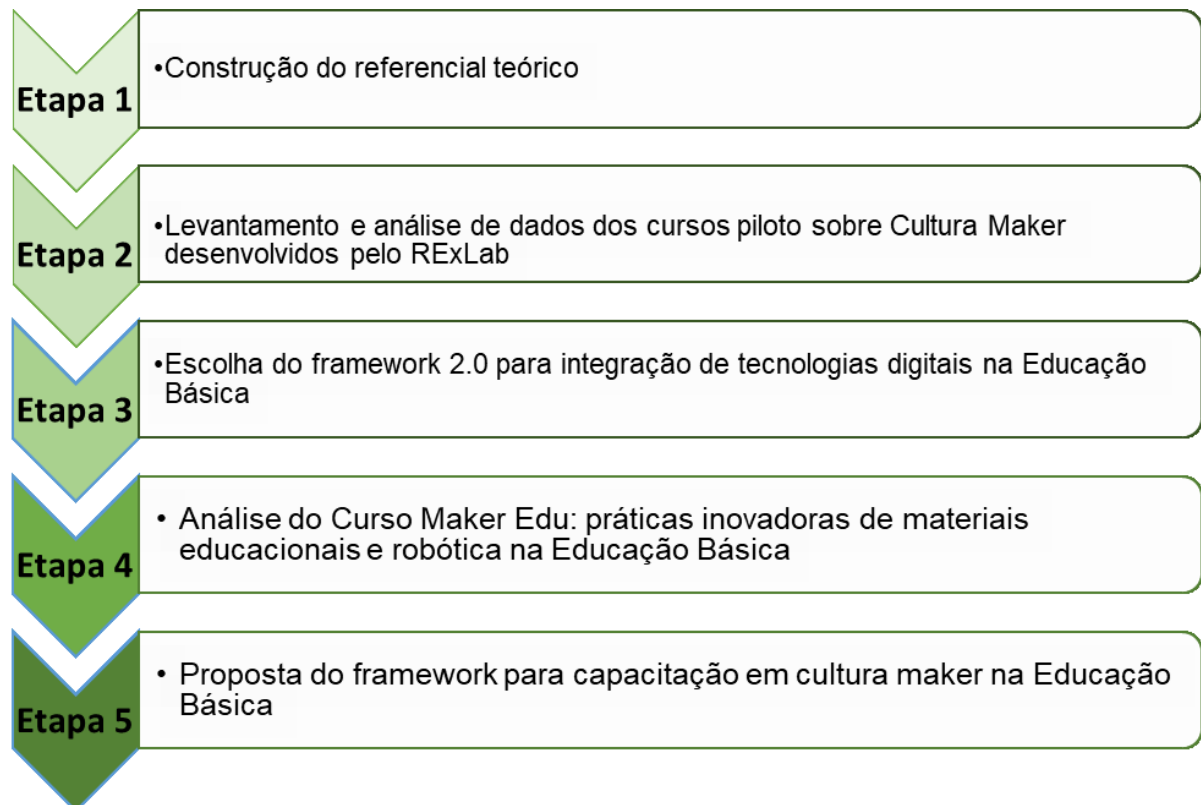 Etapa 1
•Construção do referencial teórico
Etapa 2
•Levantamento e análise de dados dos cursos piloto sobre Cultura Maker
desenvolvidos pelo RExLab
Etapa 3
•Escolha do framework 2.0 para integração de tecnologias digitais na Educação
Básica
Etapa 4
• Análise do Curso Maker Edu: práticas inovadoras de materiais
educacionais e robótica na Educação Básica
Etapa 5
• Proposta do framework para capacitação em cultura maker na Educação
Básica